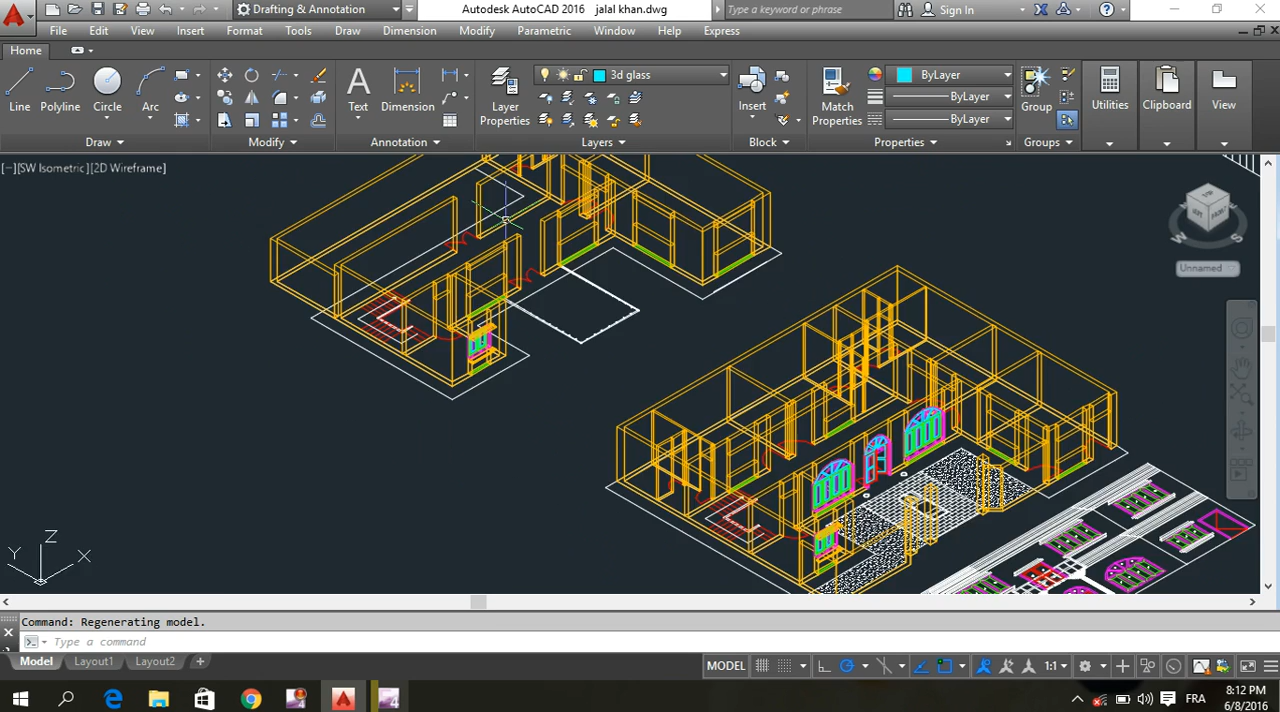 Drafting & Annotation
Autodesk AutoCAD 2016 jalal khan.dwg
Type a keyword or phrase
Sign In
File Edit View Insert Format Tools Draw Dimension Modify Parametric Window Help Express
Home
3d glass
ByLayer
ByLayer
ByLayer
Line Polyline Circle Arc
Text Dimension
Layer Properties
Insert
Match Properties
Group
Utilities
Clipboard
View
Draw
Modify
Annotation
Layers
Block
Properties
Groups
[−][SW Isometric][2D Wireframe]
W
S
Unnamed
Z
Y
X
Command: Regenerating model.
Type a command
Model Layout1 Layout2
MODEL
1:1
FRA
8:12 PM
6/8/2016